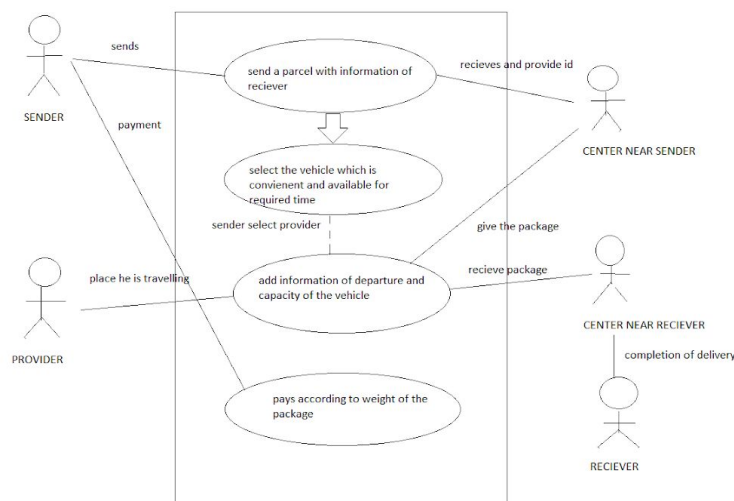 sends
recieves and provide id
send a parcel with information of
reciever
SENDER
payment
CENTER NEAR SENDER
select the vehicle which is
convienent and available for
required time
sender select provider
give the package
place he is travelling
add information of departure and
capacity of the vehicle
recieve package
PROVIDER
CENTER NEAR RECIEVER
completion of delivery
pays according to weight of the
package
RECIEVER